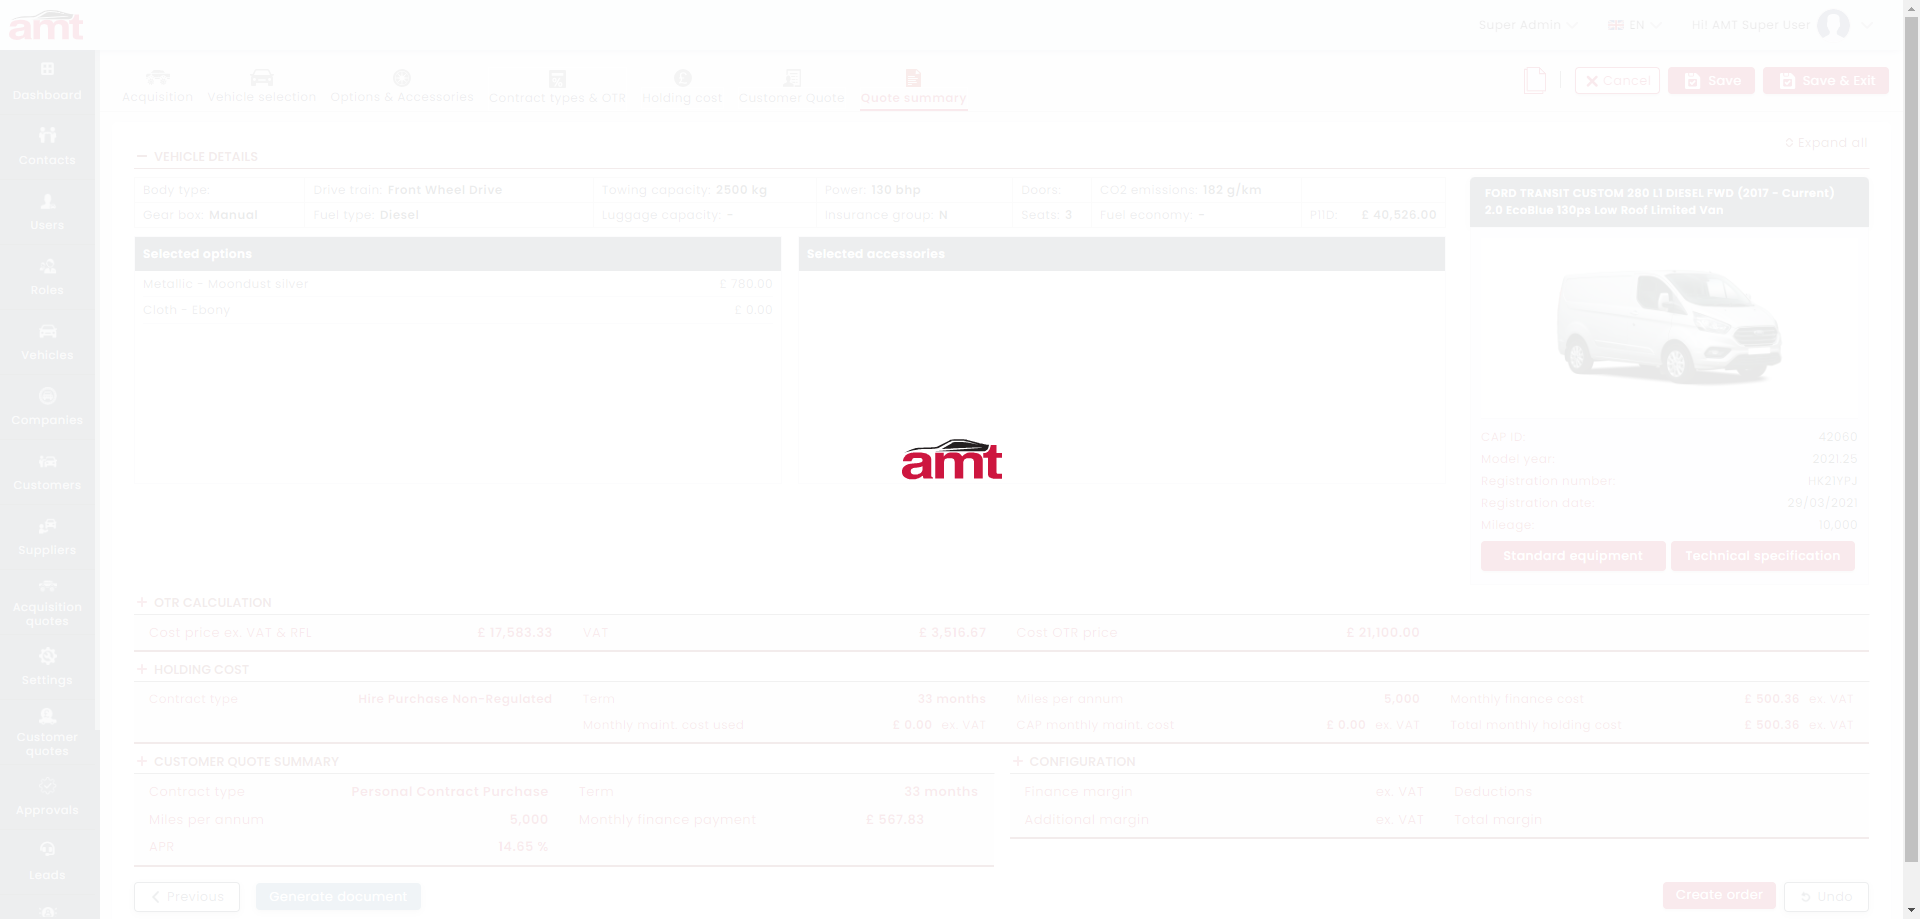 amt
Super Admin
EN
Hi! AMT Super User
Dashboard
Contacts
Users
Roles
Vehicles
Companies
Customers
Suppliers
Acquisition
quotes
Settings
Customer
quotes
Approvals
Leads
Acquisition
Vehicle selection
Options & Accessories
Contract types & OTR
Holding cost
Customer Quote
Quote summary
Cancel
Save
Save & Exit
Expand all
VEHICLE DETAILS
Body type:
Drive train: Front Wheel Drive
Towing capacity: 2500 kg
Power: 130 bhp
Doors:
CO2 emissions: 182 g/km
Gear box: Manual
Fuel type: Diesel
Luggage capacity: -
Insurance group: N
Seats: 3
Fuel economy: -
P11D: £ 40,526.00
Selected options
Metallic - Moondust silver £ 780.00
Cloth - Ebony £ 0.00
Selected accessories
FORD TRANSIT CUSTOM 280 L1 DIESEL FWD (2017 - Current)
2.0 EcoBlue 130ps Low Roof Limited Van
CAP ID: 42060
Model year: 2021.25
Registration number: HK21YPJ
Registration date: 29/03/2021
Mileage: 10,000
Standard equipment
Technical specification
amt
OTR CALCULATION
Cost price ex. VAT & RFL £ 17,583.33 VAT £ 3,516.67 Cost OTR price £ 21,100.00
HOLDING COST
Contract type Hire Purchase Non-Regulated Term 33 months Miles per annum 5,000 Monthly finance cost £ 500.36 ex. VAT
Monthly maint. cost used £ 0.00 ex. VAT CAP monthly maint. cost £ 0.00 ex. VAT Total monthly holding cost £ 500.36 ex. VAT
CUSTOMER QUOTE SUMMARY
Contract type Personal Contract Purchase Term 33 months
Miles per annum 5,000 Monthly finance payment £ 567.83
APR 14.65 %
CONFIGURATION
Finance margin ex. VAT Deductions
Additional margin ex. VAT Total margin
Previous
Generate document
Create order
Undo